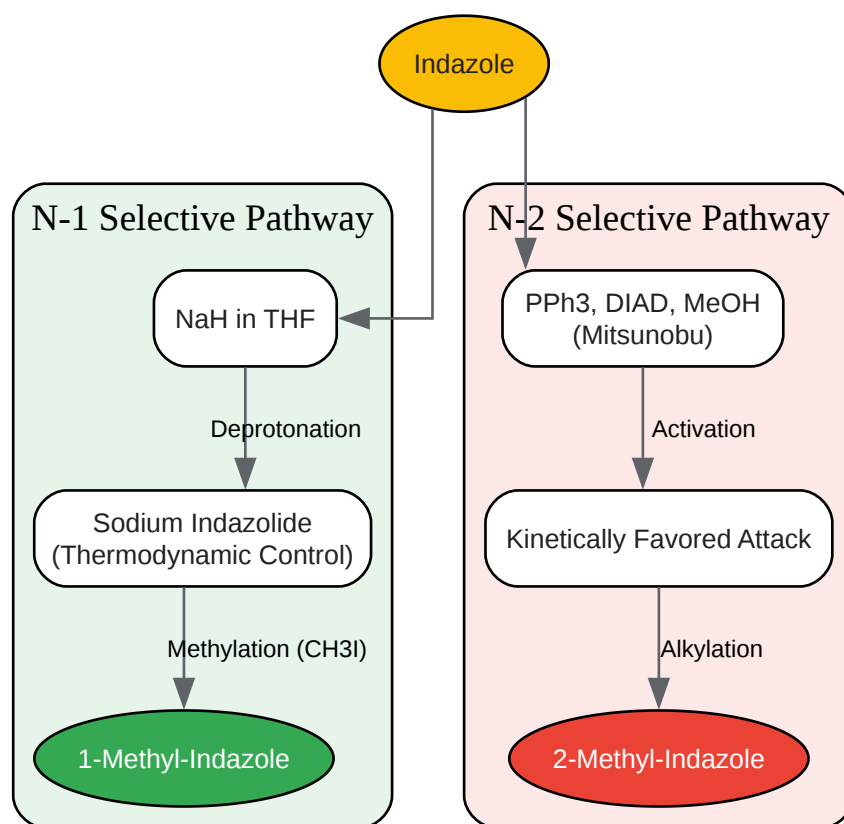 Indazole
N-1 Selective Pathway
NaH in THF
Deprotonation
Sodium Indazolide
(Thermodynamic Control)
Methylation (CH3I)
1-Methyl-Indazole
N-2 Selective Pathway
PPh3, DIAD, MeOH
(Mitsunobu)
Activation
Kinetically Favored Attack
Alkylation
2-Methyl-Indazole